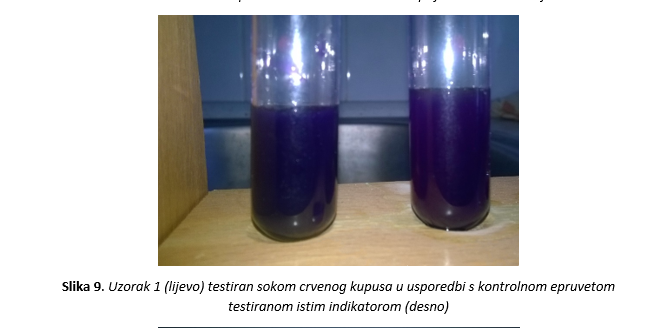 Slika 9. Uzorak 1 (lijevo) testiran sokom crvenog kupusa u usporedbi s kontrolnom epruvetom
testiranom istim indikatorom (desno)